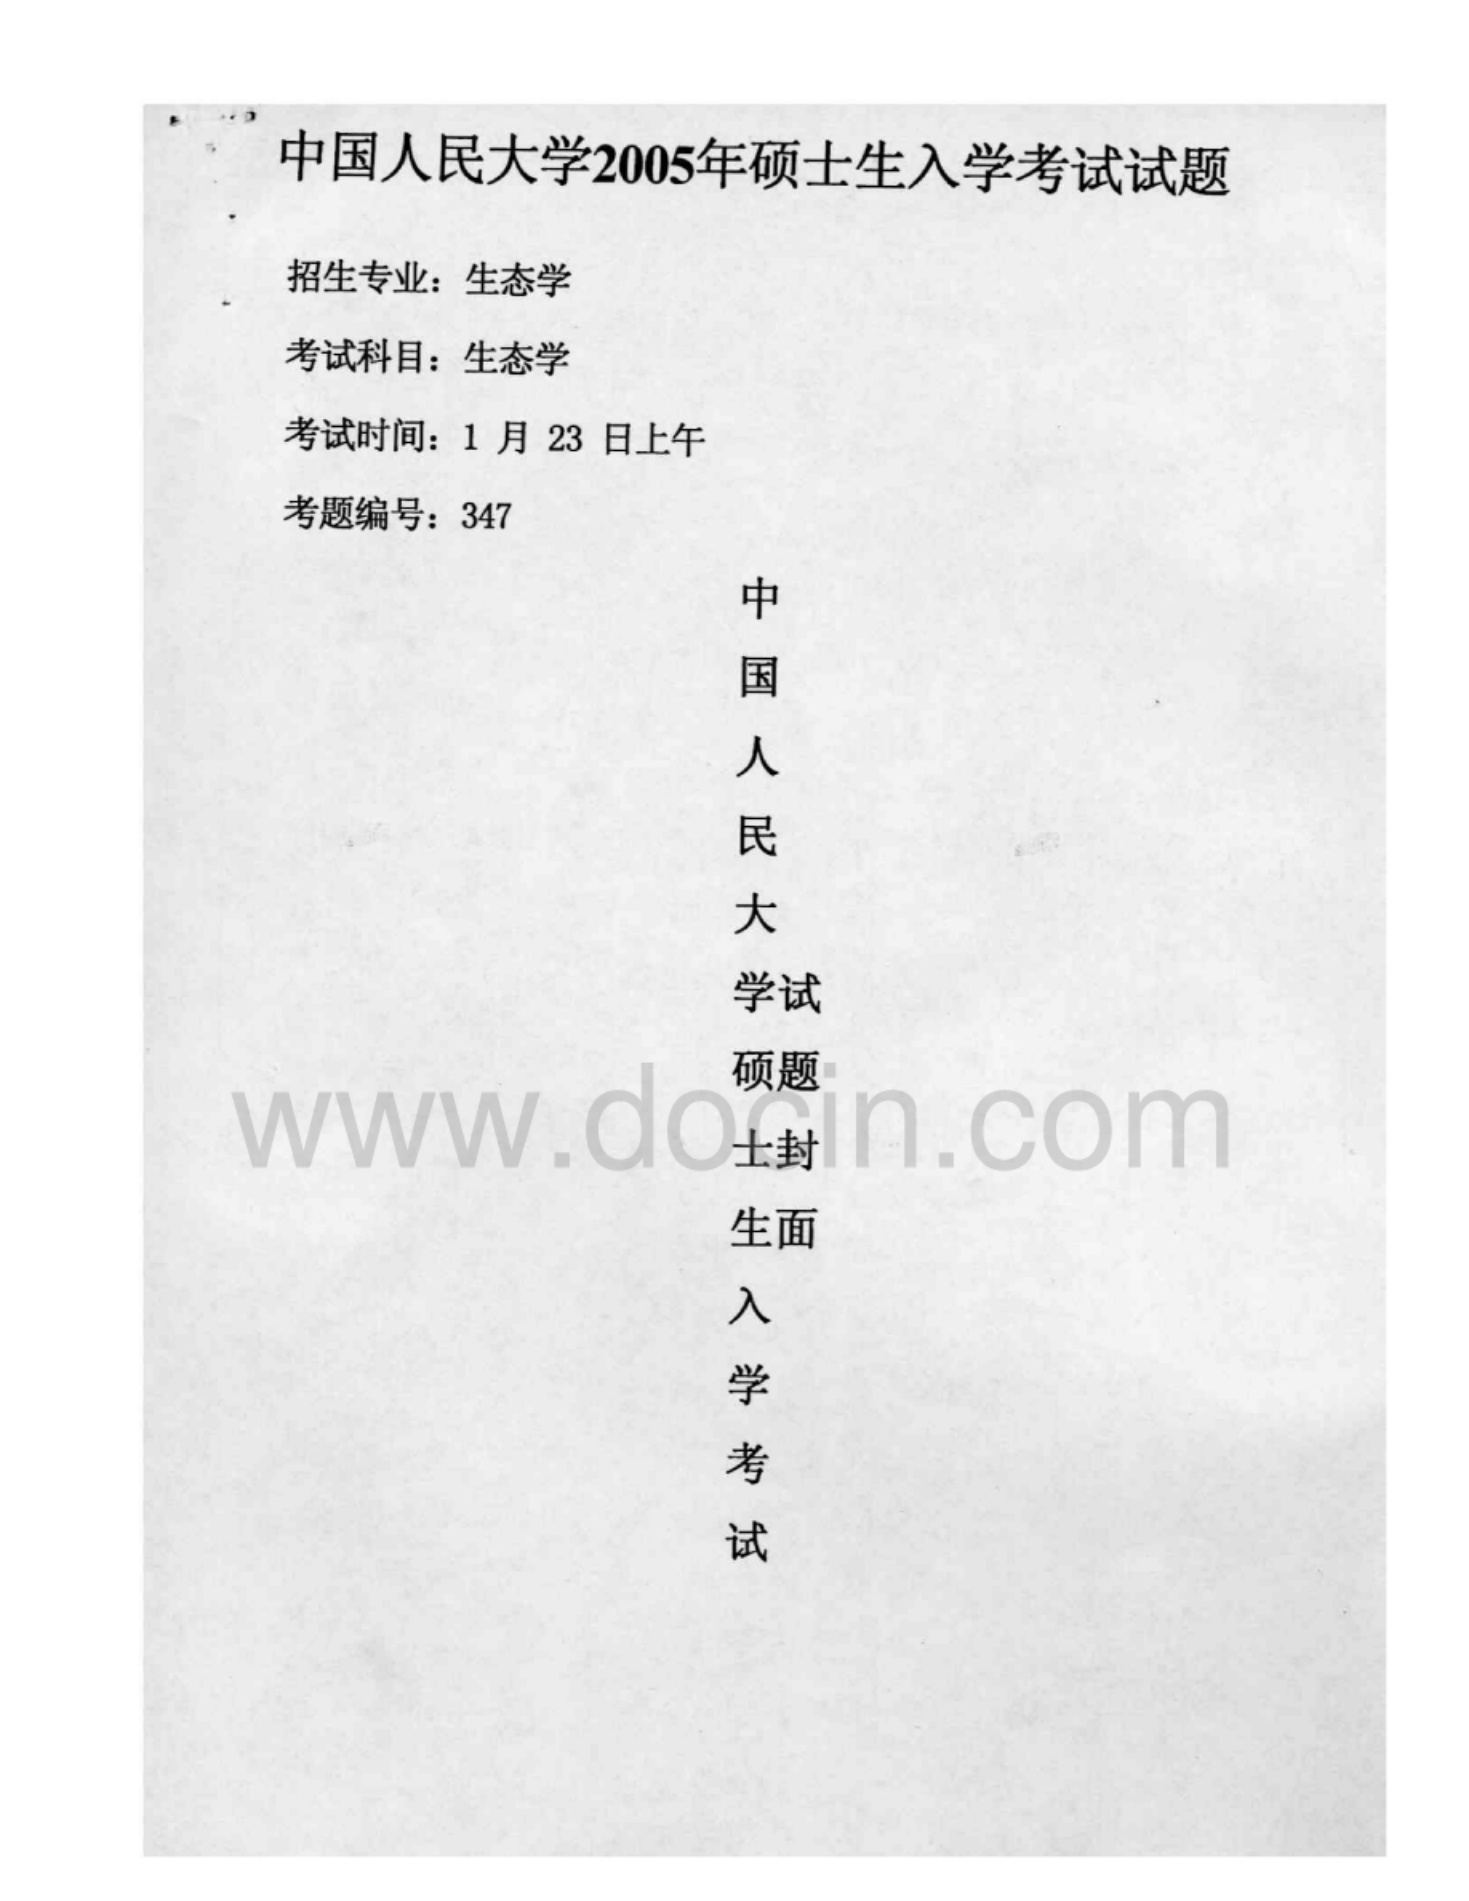 中国人民大学2005年硕士生入学考试试题
招生专业：生态学
考试科目：生态学
考试时间：1 月 23 日上午
考题编号：347
中
国
人
民
大
学试
硕题
士封
生面
入
学
考
试
www.docin.com